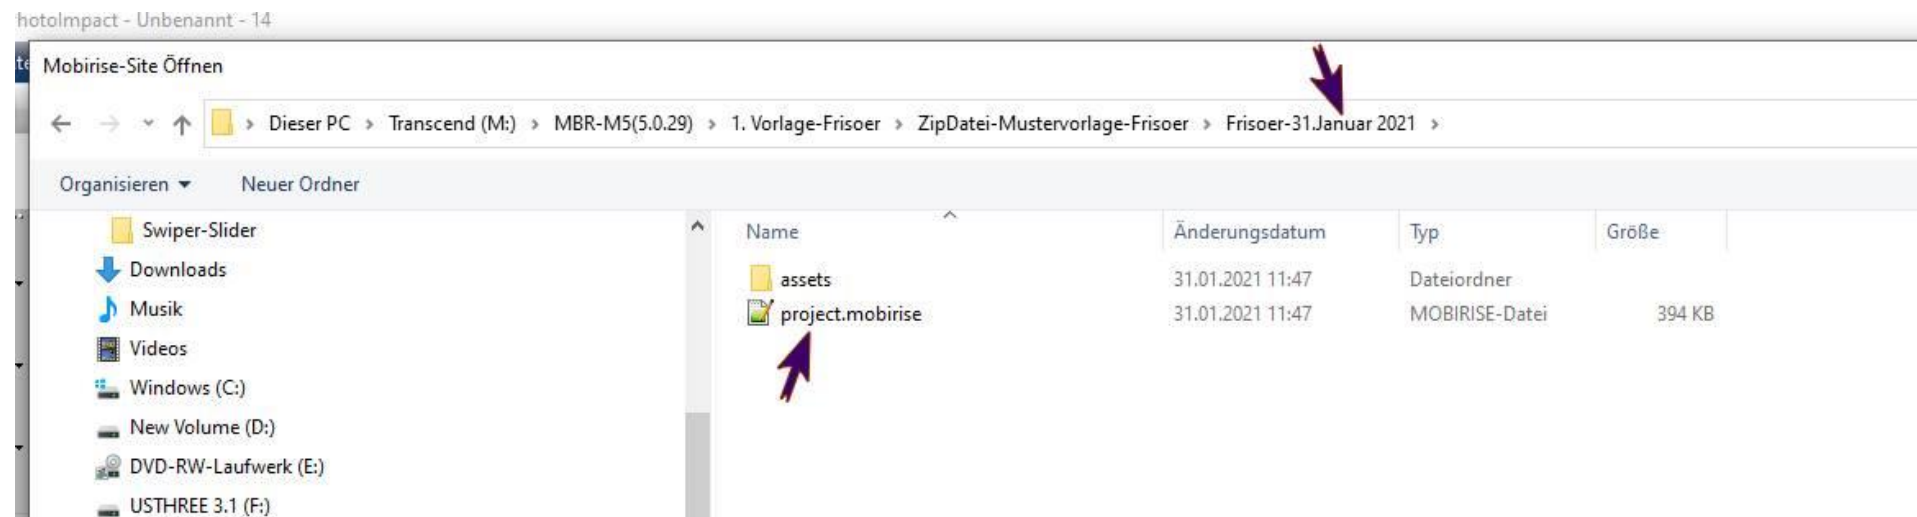 hotoImpact - Unbenannt - 14
te
Mobirise-Site Öffnen
Dieser PC › Transcend (M:) › MBR-M5(5.0.29) › 1. Vorlage-Frisoer › ZipDatei-Mustervorlage-Frisoer › Frisoer-31.Januar 2021 ›
Organisieren Neuer Ordner
Name Änderungsdatum Typ Größe
Swiper-Slider
Downloads
Musik
Videos
Windows (C:)
New Volume (D:)
DVD-RW-Laufwerk (E:)
USTHREE 3.1 (F:)
assets 31.01.2021 11:47 Dateiordner
project.mobirise 31.01.2021 11:47 MOBIRISE-Datei 394 KB